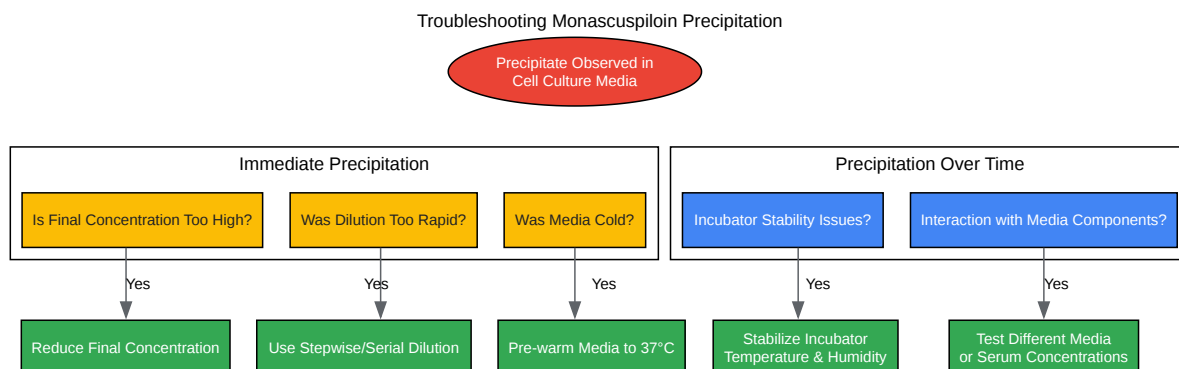 Troubleshooting Monascuspiloin Precipitation
Precipitate Observed in
Cell Culture Media
Immediate Precipitation
Precipitation Over Time
Is Final Concentration Too High?
Was Dilution Too Rapid?
Was Media Cold?
Incubator Stability Issues?
Interaction with Media Components?
Yes
Yes
Yes
Yes
Yes
Reduce Final Concentration
Use Stepwise/Serial Dilution
Pre-warm Media to 37°C
Stabilize Incubator
Temperature & Humidity
Test Different Media
or Serum Concentrations